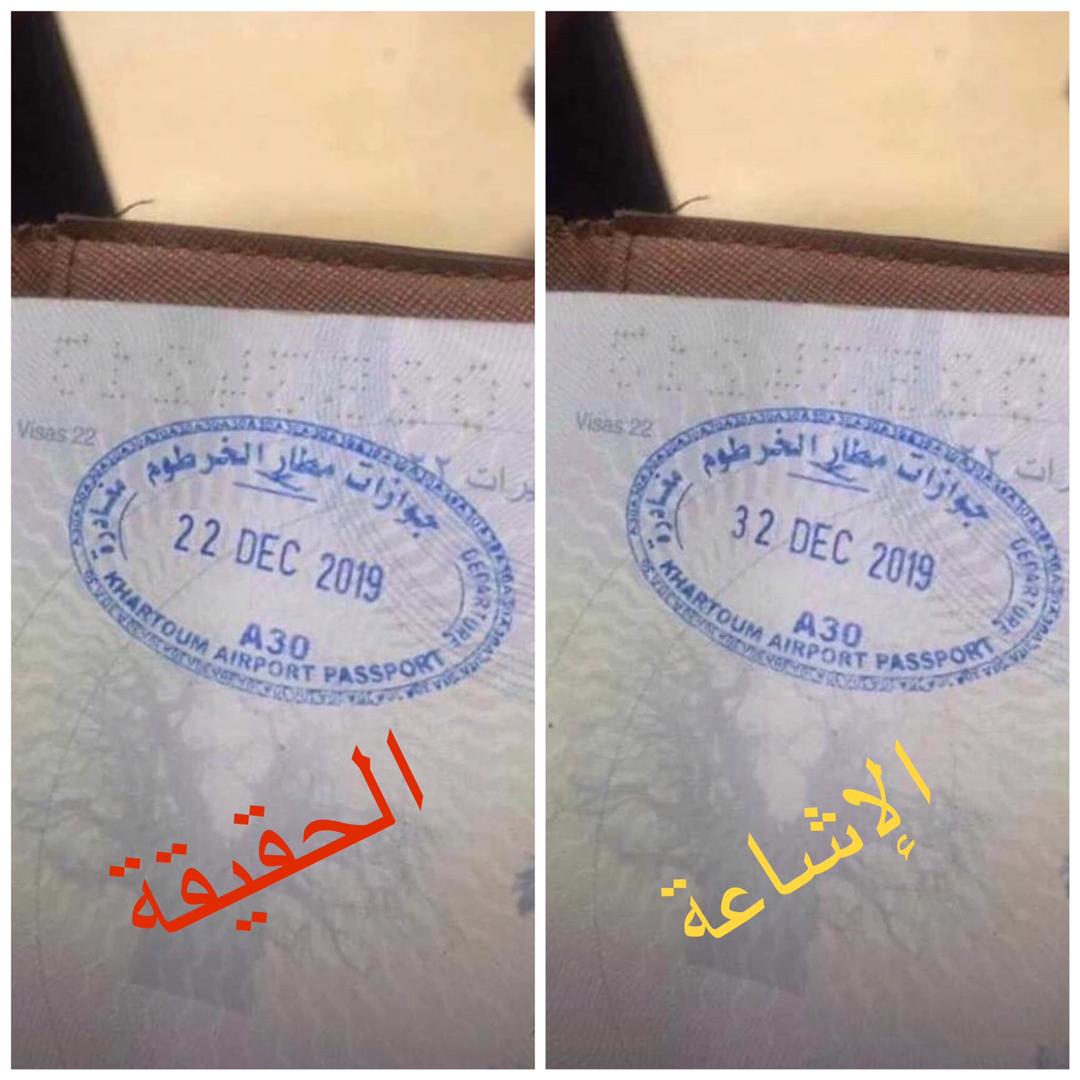 Visas 22
جوازات مطار الخرطوم
مغادرة
22 DEC 2019
DEPARTURE
A30
KHARTOUM AIRPORT PASSPORT
الحقيقة
Visas 22
جوازات مطار الخرطوم
مغادرة
32 DEC 2019
DEPARTURE
A30
KHARTOUM AIRPORT PASSPORT
الإشاعة